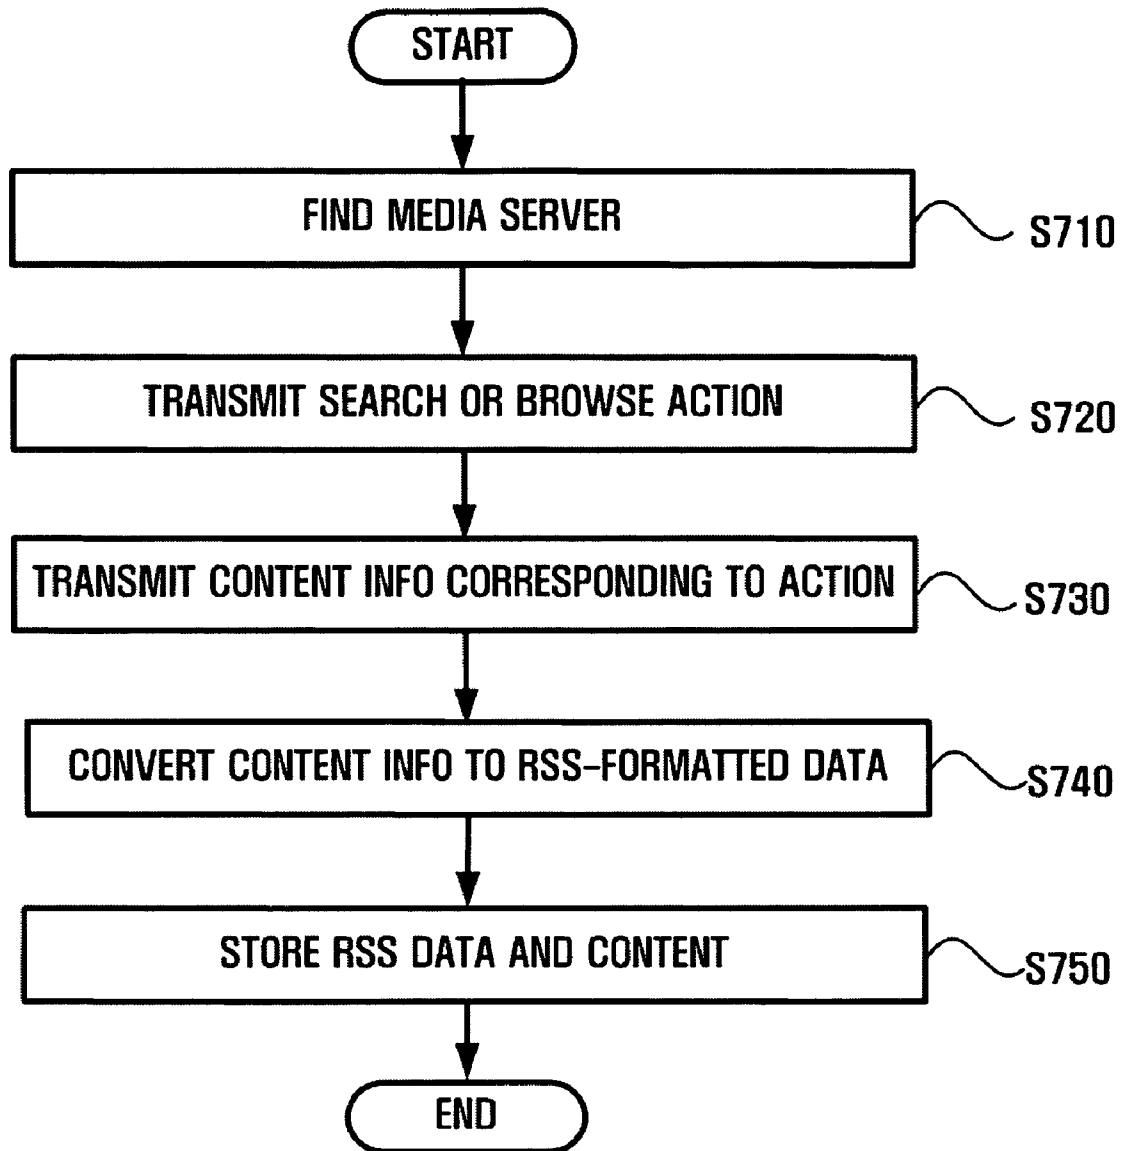 START
FIND MEDIA SERVER
S710
TRANSMIT SEARCH OR BROWSE ACTION
S720
TRANSMIT CONTENT INFO CORRESPONDING TO ACTION
S730
CONVERT CONTENT INFO TO RSS-FORMATTED DATA
S740
STORE RSS DATA AND CONTENT
S750
END